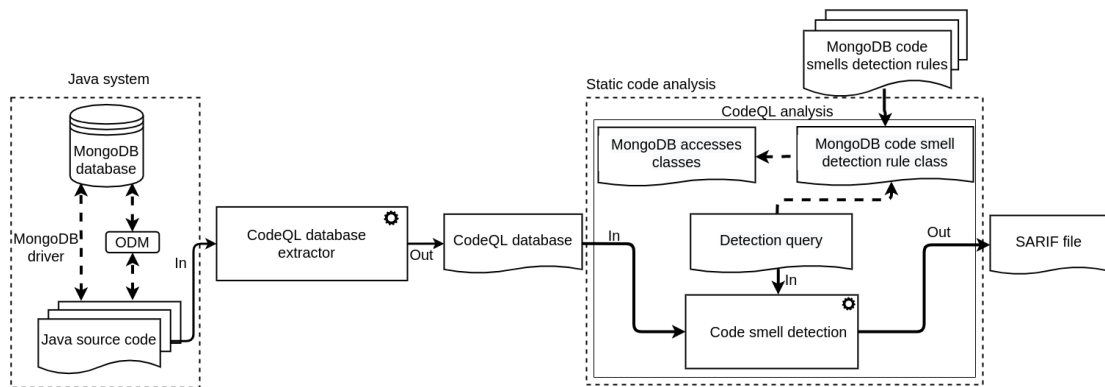 MongoDB code
smells detection rules
Java system
Static code analysis
CodeQL analysis
MongoDB
database
MongoDB accesses
classes
MongoDB code smell
detection rule class
MongoDB
driver
ODM
In
CodeQL database
extractor
Out
CodeQL database
In
Detection query
Out
SARIF file
In
Java source code
Code smell detection